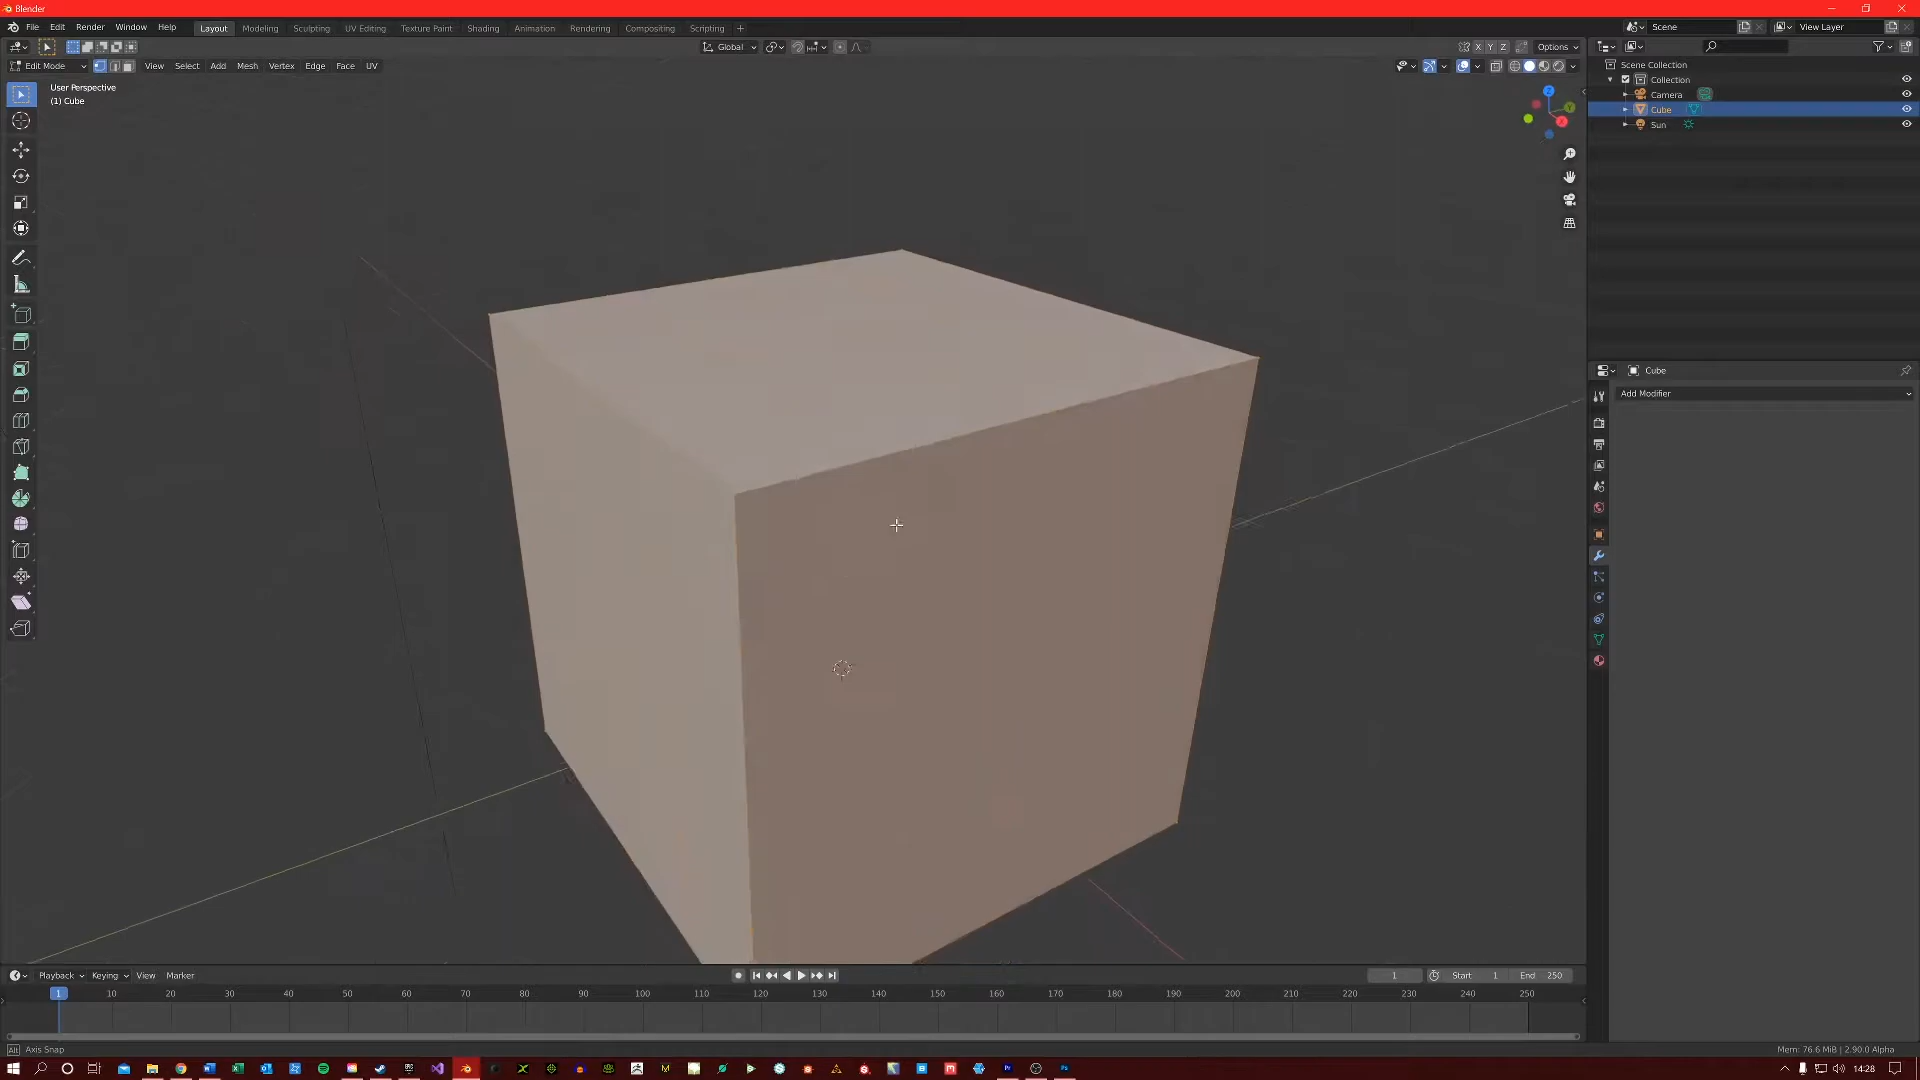 Blender
File Edit Render Window Help Layout Modeling Sculpting UV Editing Texture Paint Shading Animation Rendering Compositing Scripting + Scene View Layer
Global X Y Z Options
Edit Mode View Select Add Mesh Vertex Edge Face UV
Scene Collection
Collection
Camera
Cube
Sun
User Perspective
(1) Cube
Z
Y
X
Cube
Add Modifier
Playback Keying View Marker 1 Start 1 End 250
1 10 20 30 40 50 60 70 80 90 100 110 120 130 140 150 160 170 180 190 200 210 220 230 240 250
Alt Axis Snap Mem: 76.6 MiB | 2.90.0 Alpha
14:28